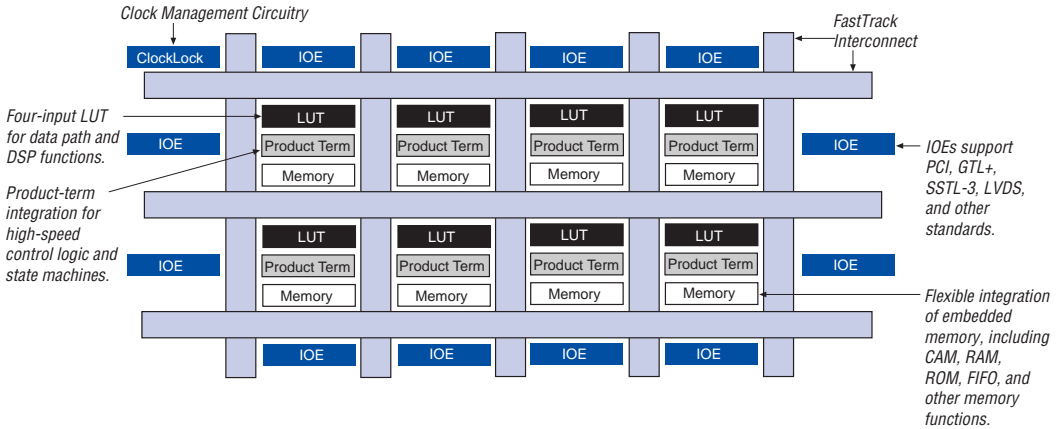 Clock Management Circuitry
FastTrack
Interconnect
ClockLock
IOE
IOE
IOE
IOE
Four-input LUT
for data path and
DSP functions.
LUT
LUT
LUT
LUT
IOE
Product Term
Product Term
Product Term
Product Term
IOE
IOEs support
PCI, GTL+,
SSTL-3, LVDS,
and other
standards.
Memory
Memory
Memory
Memory
Product-term
integration for
high-speed
control logic and
state machines.
LUT
LUT
LUT
LUT
IOE
Product Term
Product Term
Product Term
Product Term
IOE
Memory
Memory
Memory
Memory
Flexible integration
of embedded
memory, including
CAM, RAM,
ROM, FIFO, and
other memory
functions.
IOE
IOE
IOE
IOE